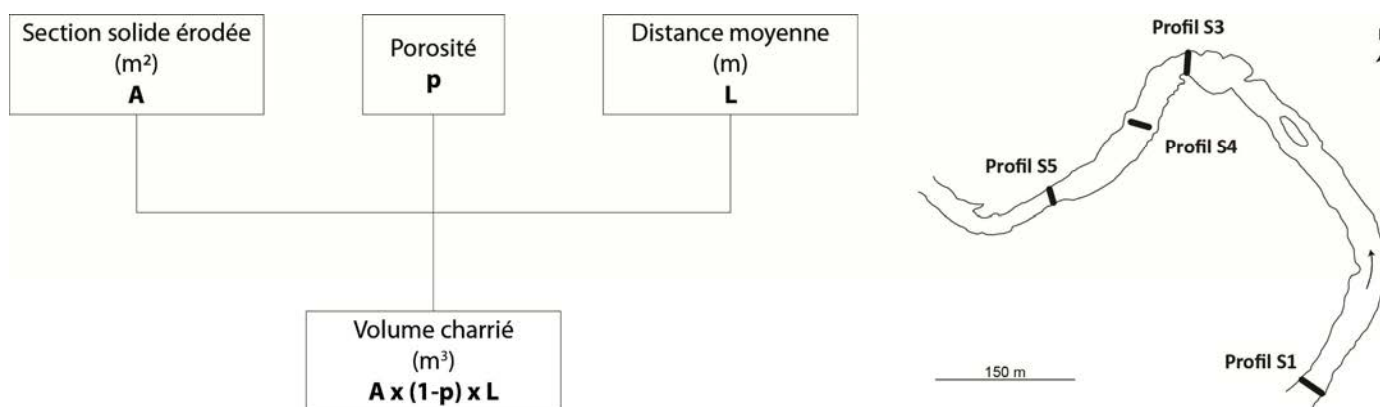 Section solide érodée
(m²)
A
Porosité
p
Distance moyenne
(m)
L
Volume charrié
(m³)
A x (1-p) x L
Profil S3
Profil S4
Profil S5
Profil S1
150 m